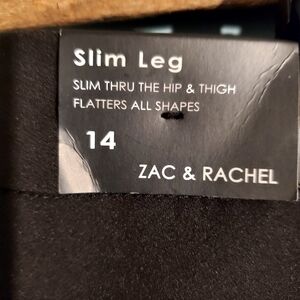 Slim Leg
SLIM THRU THE HIP & THIGH
FLATTERS ALL SHAPES
14
ZAC & RACHEL